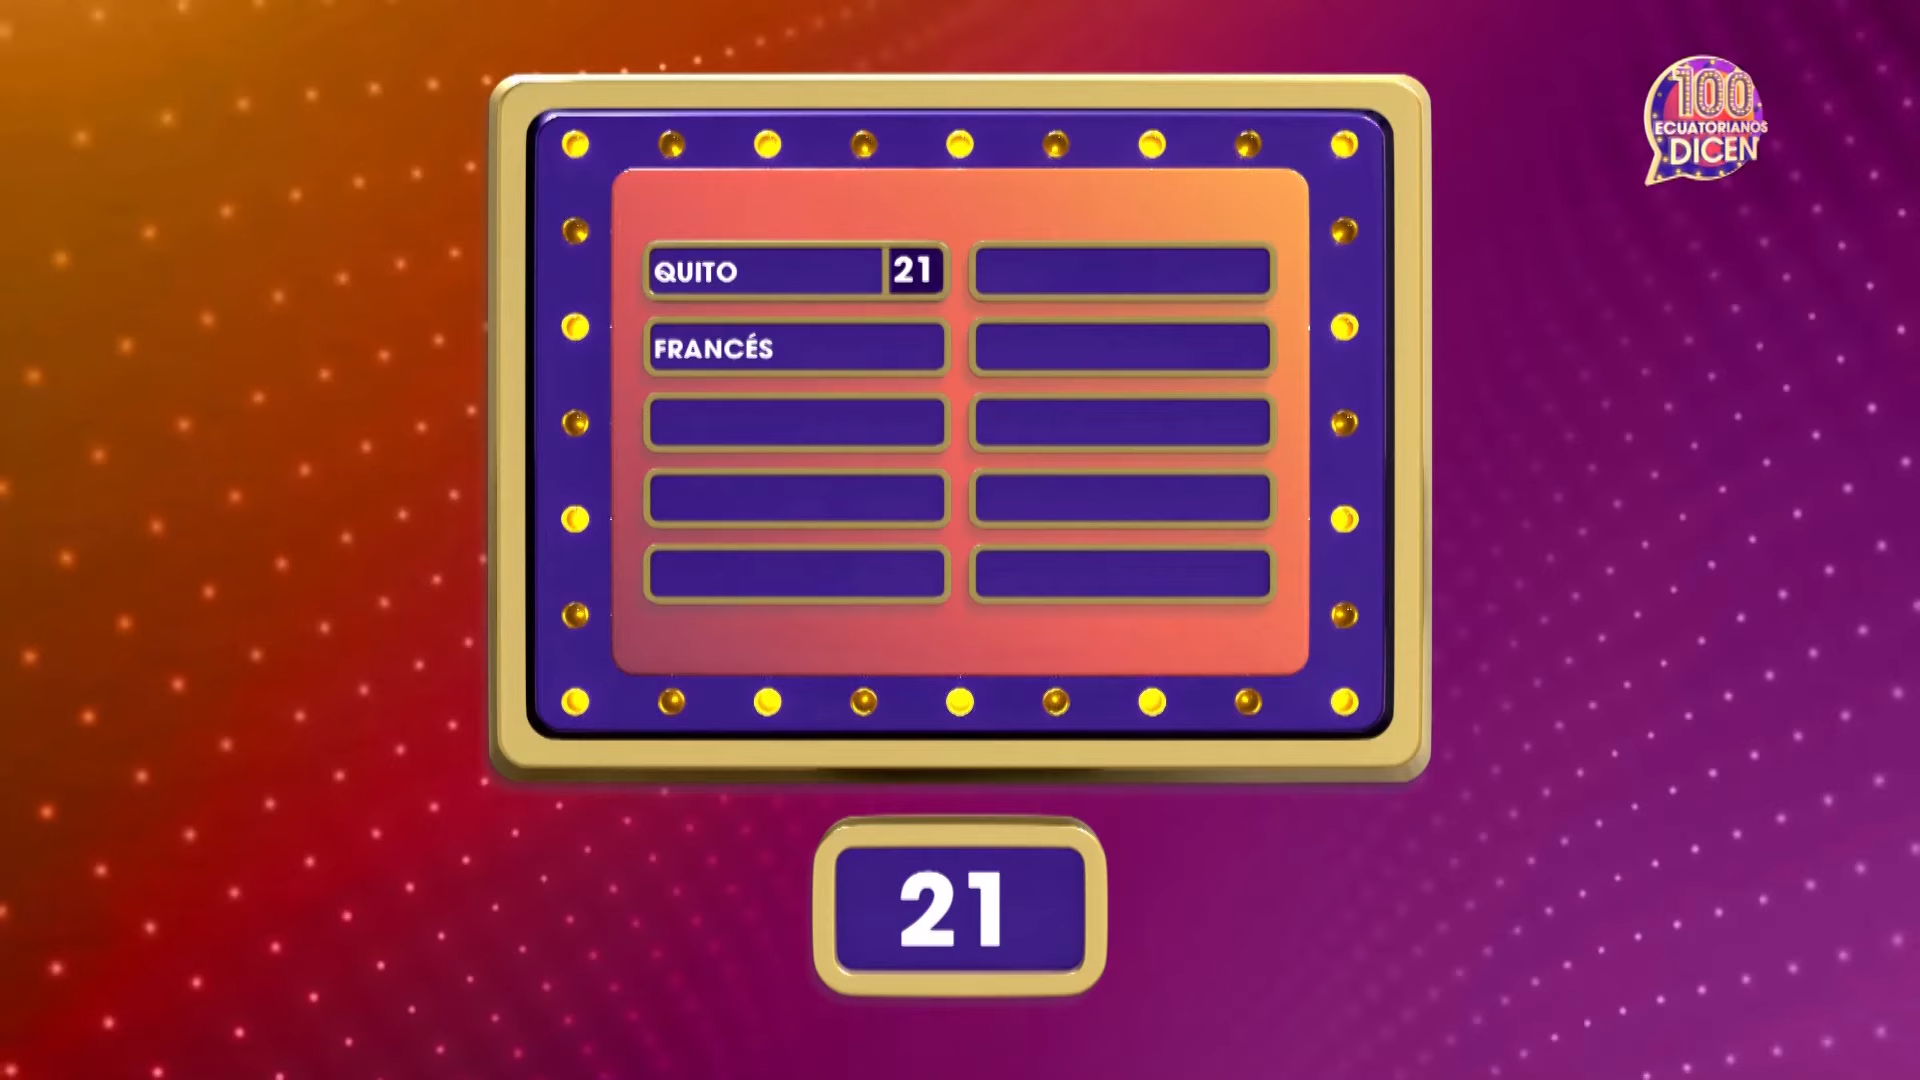 100
ECUATORIANOS
DICEN
QUITO 21
FRANCÉS
21